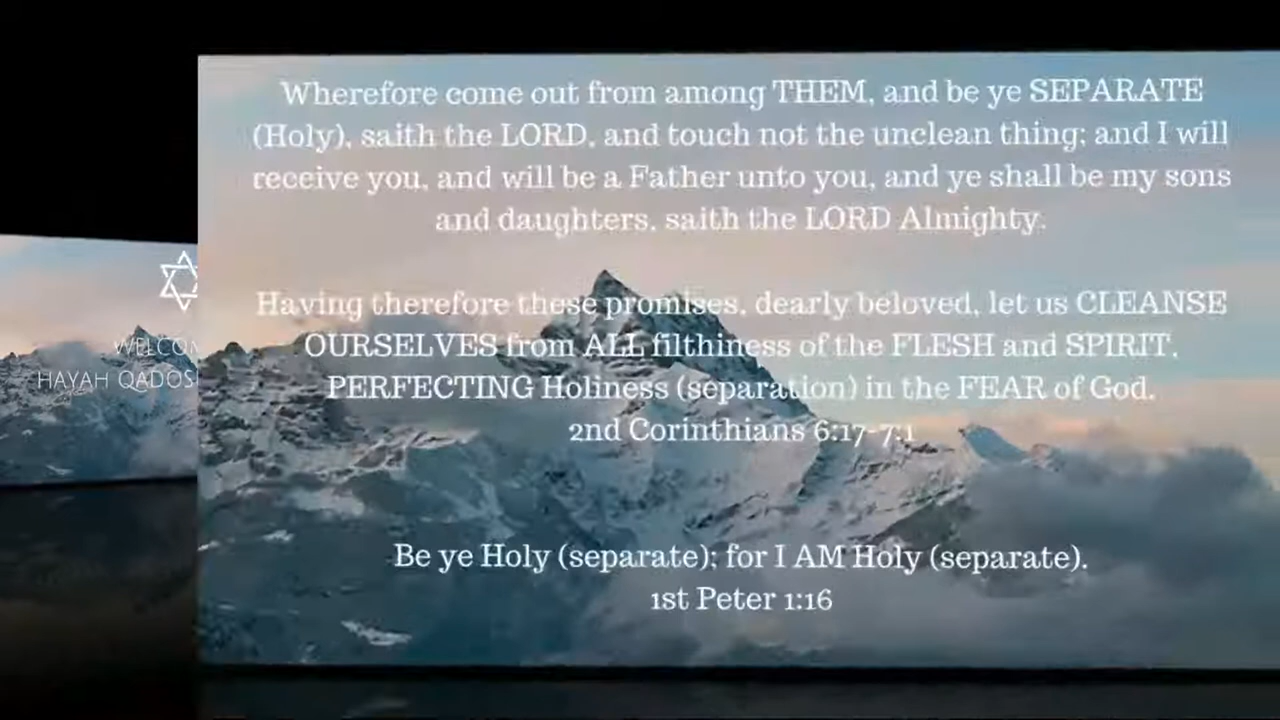 Wherefore come out from among THEM, and be ye SEPARATE
(Holy), saith the LORD, and touch not the unclean thing; and I will
receive you, and will be a Father unto you, and ye shall be my sons
and daughters, saith the LORD Almighty.
Having therefore these promises, dearly beloved, let us CLEANSE
OURSELVES from ALL filthiness of the FLESH and SPIRIT,
PERFECTING Holiness (separation) in the FEAR of God.
2nd Corinthians 6:17-7:1
Be ye Holy (separate); for I AM Holy (separate).
1st Peter 1:16
HAYAH